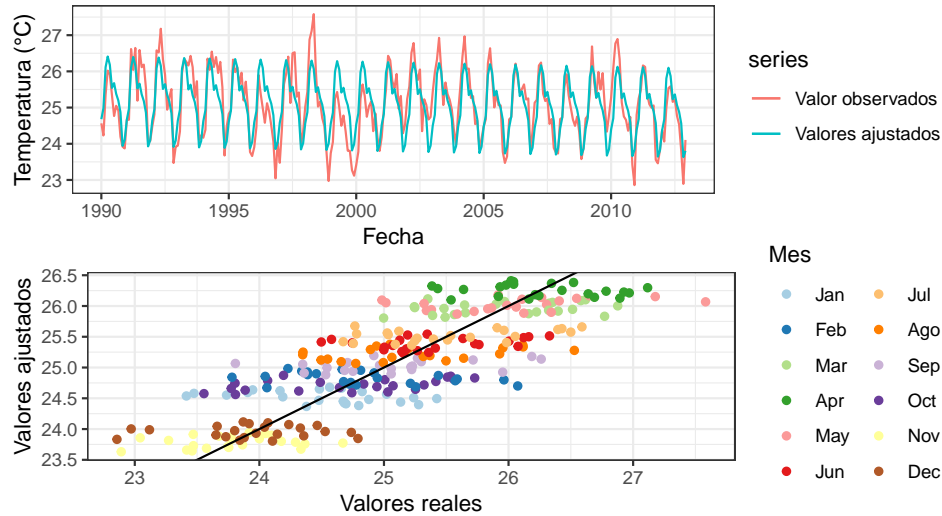 27
26
25
24
23
Temperatura (°C)
1990
1995
2000
2005
2010
Fecha
series
Valor observados
Valores ajustados
26.5
26.0
25.5
25.0
24.5
24.0
23.5
Valores ajustados
23
24
25
26
27
Valores reales
Mes
Jan
Feb
Mar
Apr
May
Jun
Jul
Ago
Sep
Oct
Nov
Dec